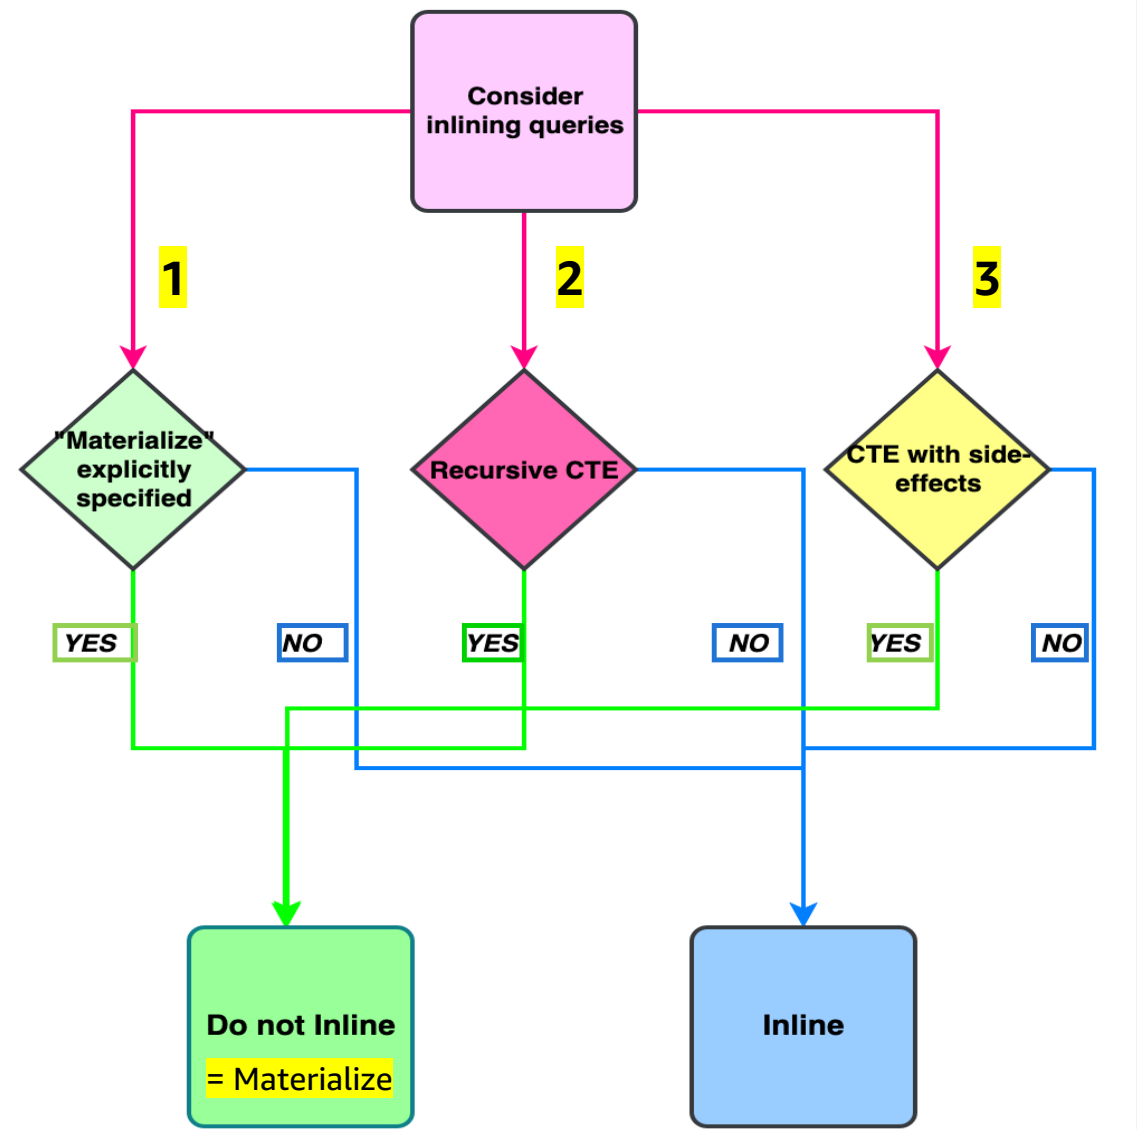 Consider
inlining queries
1
2
3
"Materialize"
explicitly
specified
Recursive CTE
CTE with side-
effects
YES
NO
YES
NO
YES
NO
Do not Inline
= Materialize
Inline